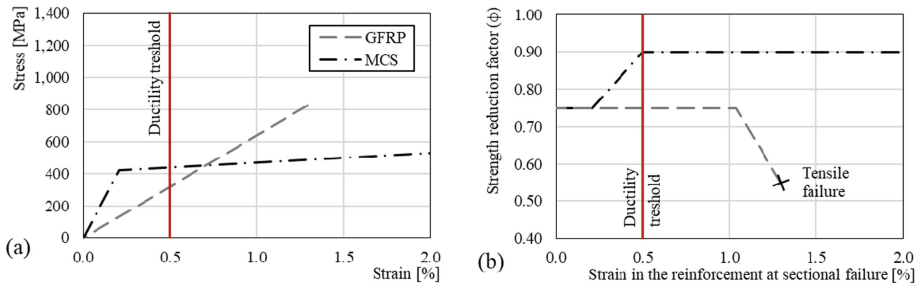 Stress [MPa]
1,400
1,200
1,000
800
600
400
200
0
0.0
0.5
1.0
1.5
2.0
Strain [%]
Ductility treshold
GFRP
MCS
(a)
Strength reduction factor (ϕ)
1.00
0.90
0.80
0.70
0.60
0.50
0.40
0.0
0.5
1.0
1.5
2.0
Strain in the reinforcement at sectional failure [%]
Ductility
treshold
Tensile
failure
(b)